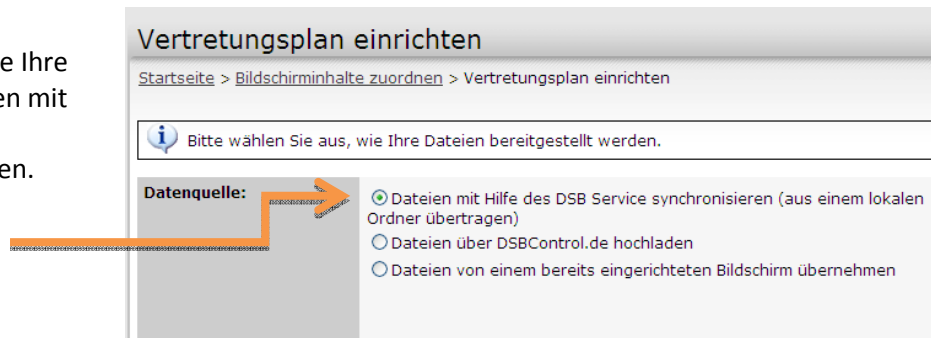 e Ihre
en mit
en.
Vertretungsplan einrichten
Startseite > Bildschirminhalte zuordnen > Vertretungsplan einrichten
Bitte wählen Sie aus, wie Ihre Dateien bereitgestellt werden.
Datenquelle:
Dateien mit Hilfe des DSB Service synchronisieren (aus einem lokalen
Ordner übertragen)
Dateien über DSBControl.de hochladen
Dateien von einem bereits eingerichteten Bildschirm übernehmen